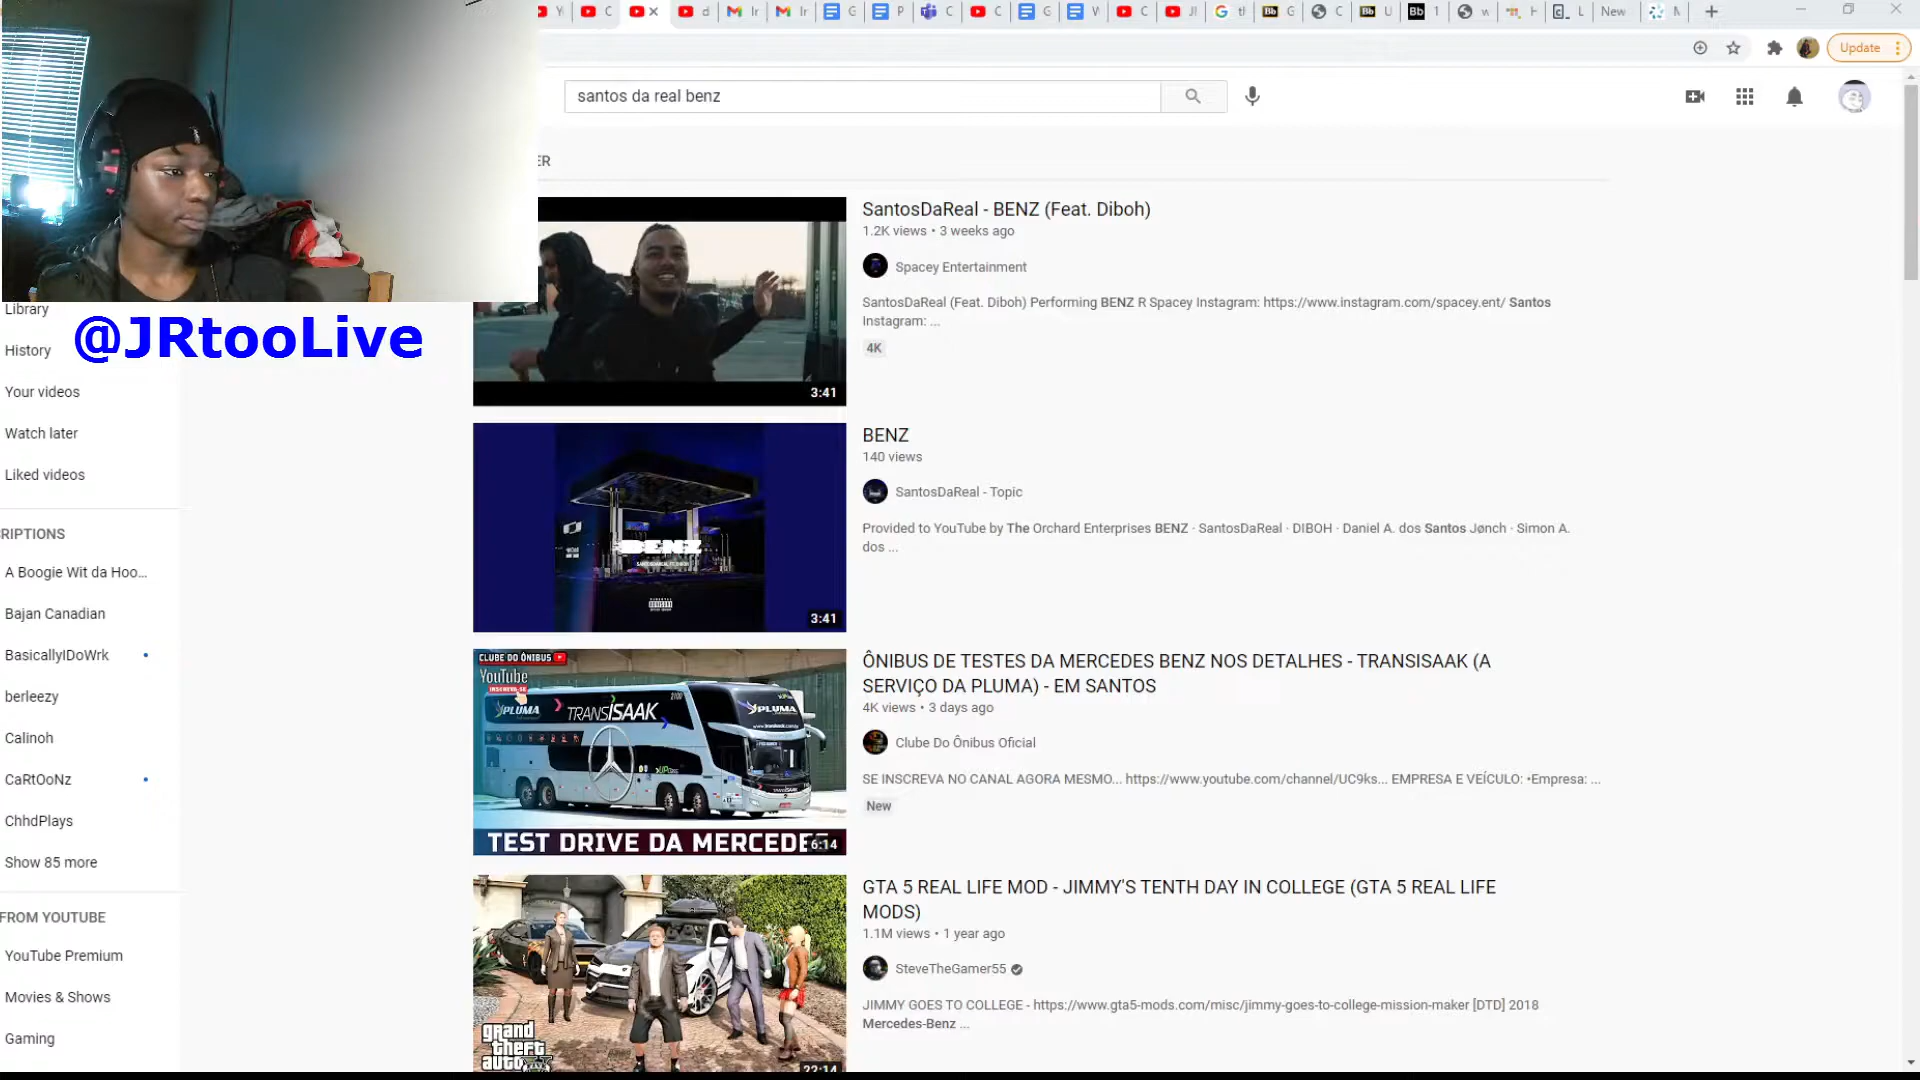 Update
santos da real benz
ER
SantosDaReal - BENZ (Feat. Diboh)
1.2K views • 3 weeks ago
Spacey Entertainment
SantosDaReal (Feat. Diboh) Performing BENZ R Spacey Instagram: https://www.instagram.com/spacey.ent/ Santos
Instagram: ...
4K
3:41
Library
@JRtooLive
History
Your videos
Watch later
Liked videos
BENZ
140 views
SantosDaReal - Topic
Provided to YouTube by The Orchard Enterprises BENZ · SantosDaReal · DIBOH · Daniel A. dos Santos Jønch · Simon A.
dos ...
BENZ
3:41
RIPTIONS
A Boogie Wit da Hoo...
Bajan Canadian
BasicallyIDoWrk
berleezy
Calinoh
CaRtOoNz
ChhdPlays
Show 85 more
CLUBE DO ÔNIBUS
YouTube
INSCREVA-SE
PLUMA
TRANSISAAK
PLUMA
TEST DRIVE DA MERCEDE
6:14
ÔNIBUS DE TESTES DA MERCEDES BENZ NOS DETALHES - TRANSISAAK (A
SERVIÇO DA PLUMA) - EM SANTOS
4K views • 3 days ago
Clube Do Ônibus Oficial
SE INSCREVA NO CANAL AGORA MESMO... https://www.youtube.com/channel/UC9ks... EMPRESA E VEÍCULO: •Empresa: ...
New
FROM YOUTUBE
YouTube Premium
Movies & Shows
Gaming
grand
theft
auto
22:14
GTA 5 REAL LIFE MOD - JIMMY'S TENTH DAY IN COLLEGE (GTA 5 REAL LIFE
MODS)
1.1M views • 1 year ago
SteveTheGamer55
JIMMY GOES TO COLLEGE - https://www.gta5-mods.com/misc/jimmy-goes-to-college-mission-maker [DTD] 2018
Mercedes-Benz ...